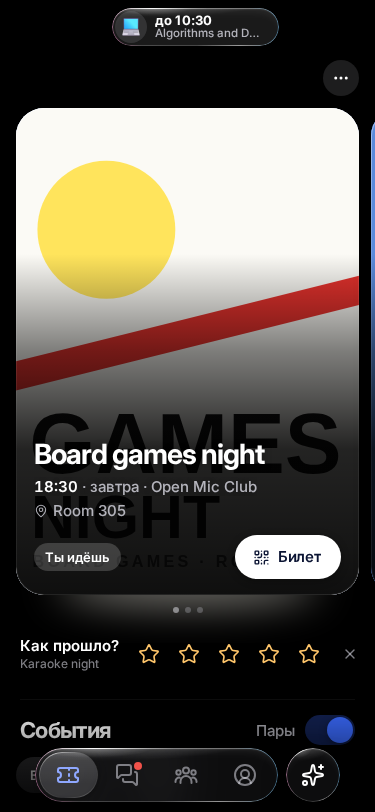 до 10:30
Algorithms and D...
GAMES
Board games night
18:30 · завтра · Open Mic Club
NIGHT
Room 305
GAMES · R
Ты идёшь
Билет
Как прошло?
Karaoke night
События
Пары